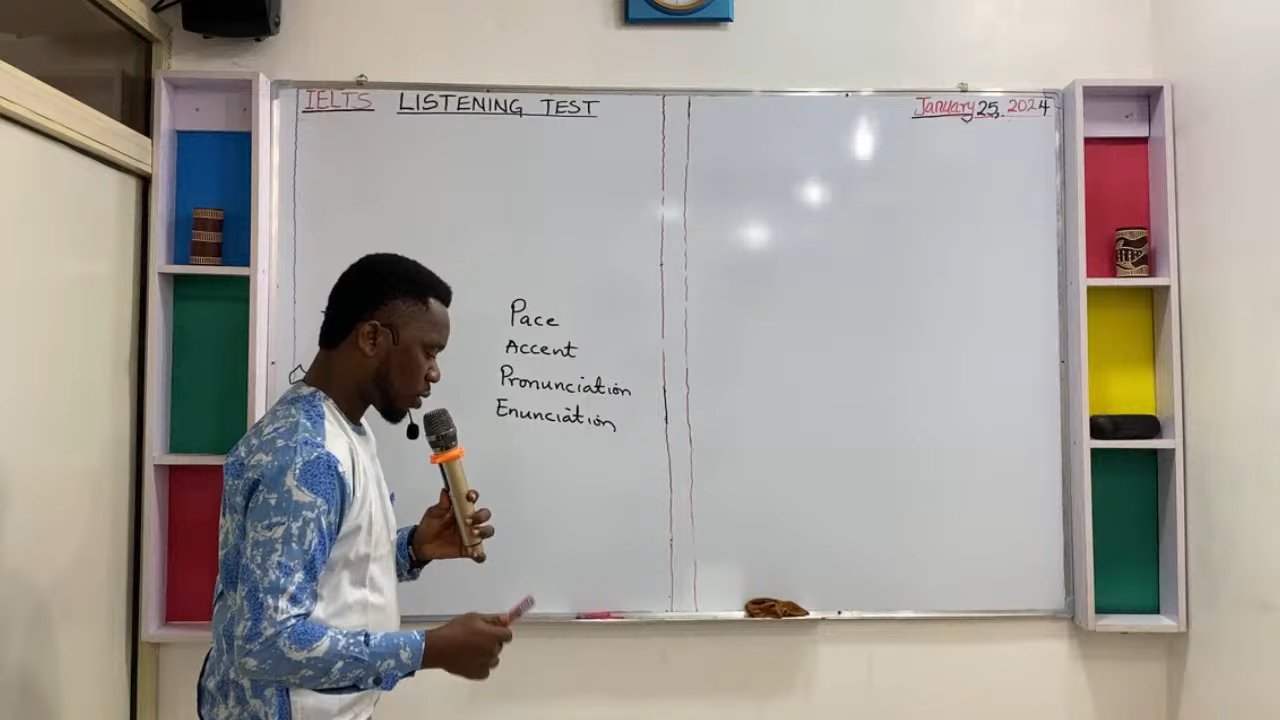 IELTS LISTENING TEST
January 25, 2024
Pace
Accent
Pronunciation
Enunciation